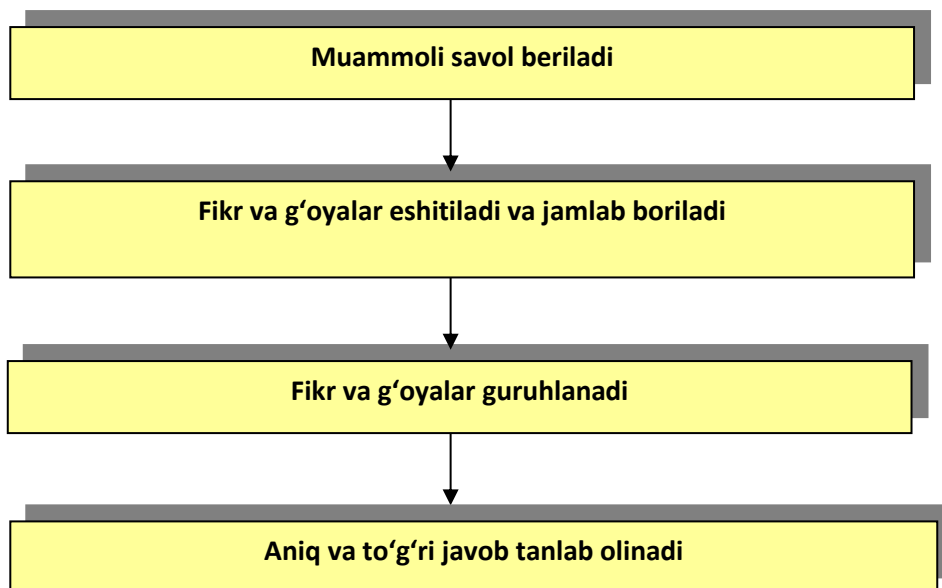 Muammoli savol beriladi
Fikr va g‘oyalar eshitiladi va jamlab boriladi
Fikr va g‘oyalar guruhlanadi
Aniq va to‘g‘ri javob tanlab olinadi